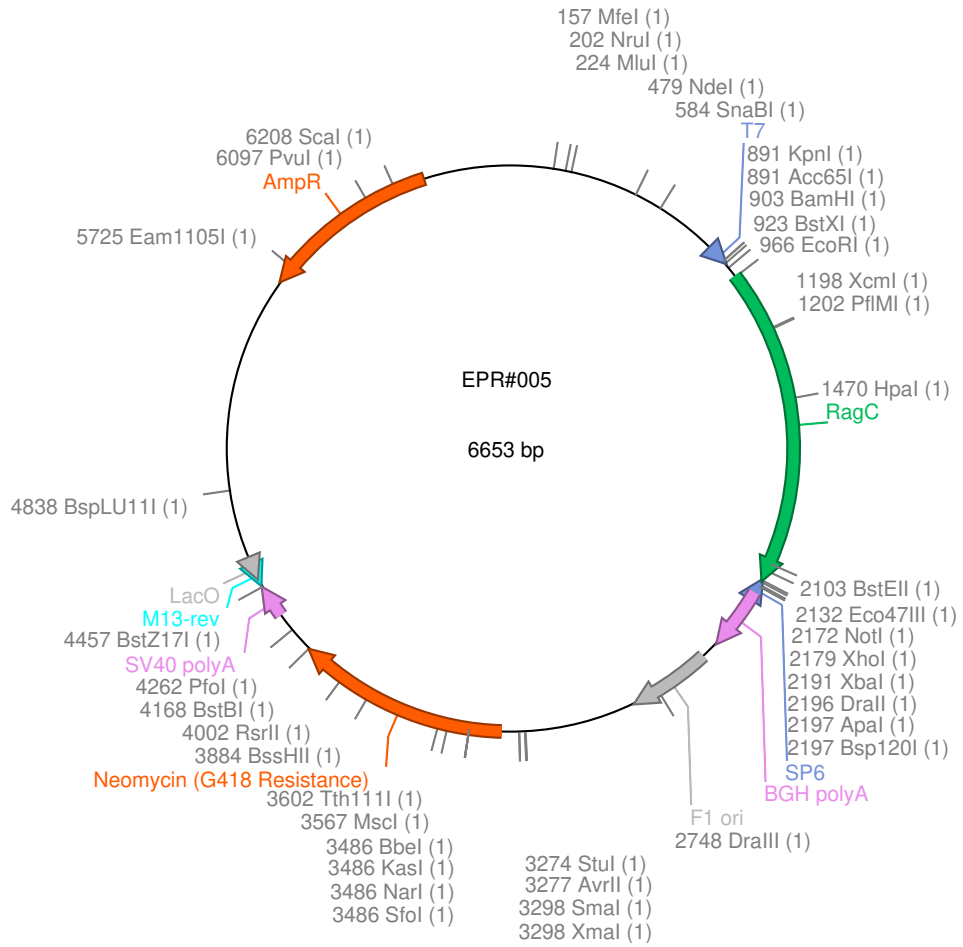 157 MfeI (1)
202 NruI (1)
224 MluI (1)
479 NdeI (1)
584 SnaBI (1)
T7
891 KpnI (1)
891 Acc65I (1)
903 BamHI (1)
923 BstXI (1)
966 EcoRI (1)
1198 XcmI (1)
1202 PflMI (1)
1470 HpaI (1)
RagC
2103 BstEII (1)
2132 Eco47III (1)
2172 NotI (1)
2179 XhoI (1)
2191 XbaI (1)
2196 DraII (1)
2197 ApaI (1)
2197 Bsp120I (1)
SP6
BGH polyA
F1 ori
2748 DraIII (1)
3274 StuI (1)
3277 AvrII (1)
3298 SmaI (1)
3298 XmaI (1)
3486 SfoI (1)
3486 NarI (1)
3486 KasI (1)
3486 BbeI (1)
3567 MscI (1)
3602 Tth111I (1)
Neomycin (G418 Resistance)
3884 BssHII (1)
4002 RsrII (1)
4168 BstBI (1)
4262 PfoI (1)
SV40 polyA
4457 BstZ17I (1)
M13-rev
LacO
4838 BspLU11I (1)
5725 Eam1105I (1)
AmpR
6097 PvuI (1)
6208 ScaI (1)
EPR#005
6653 bp